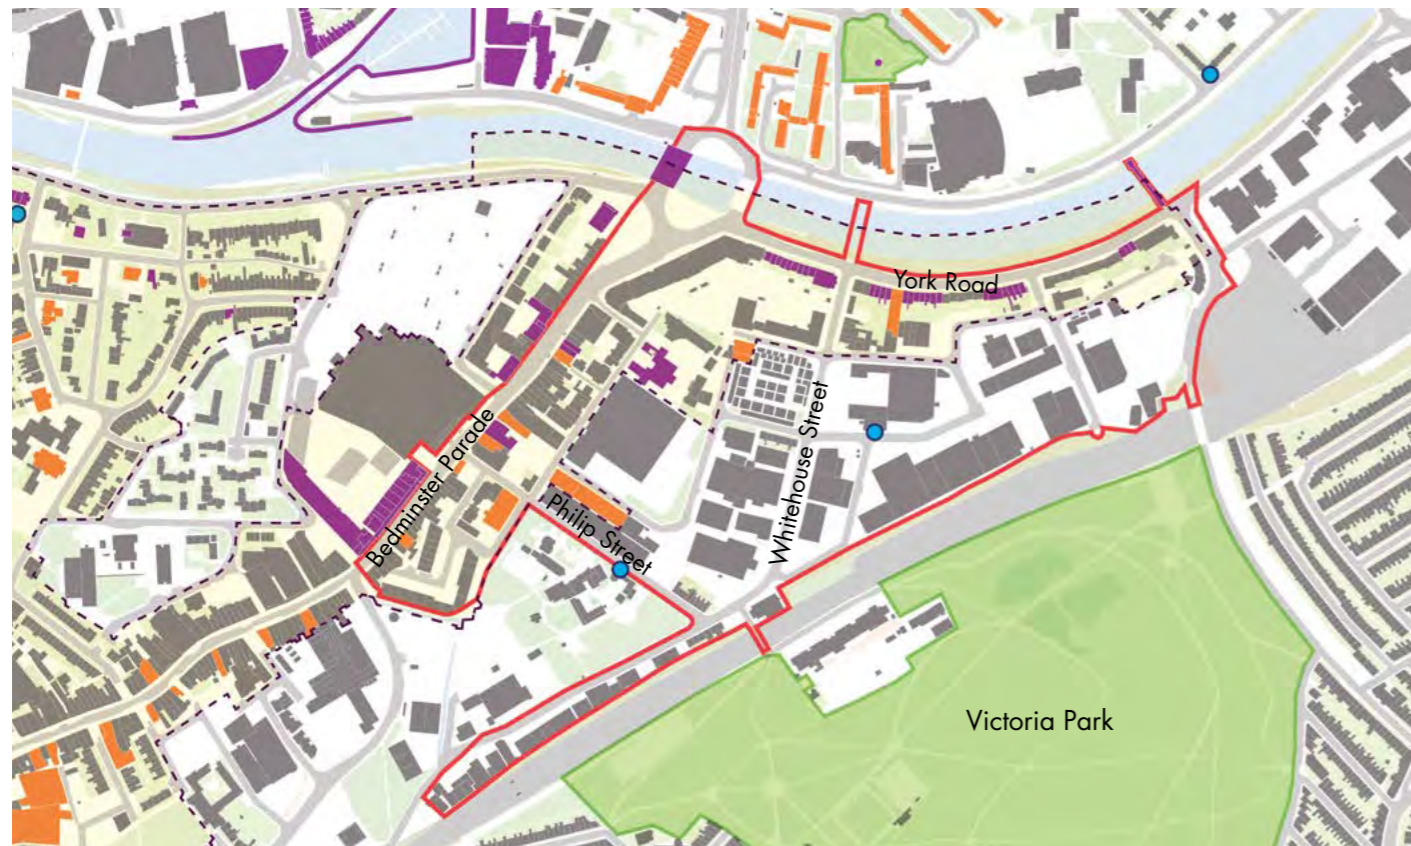 York Road
Bedminster Parade
Whitehouse Street
Philip Street
Victoria Park